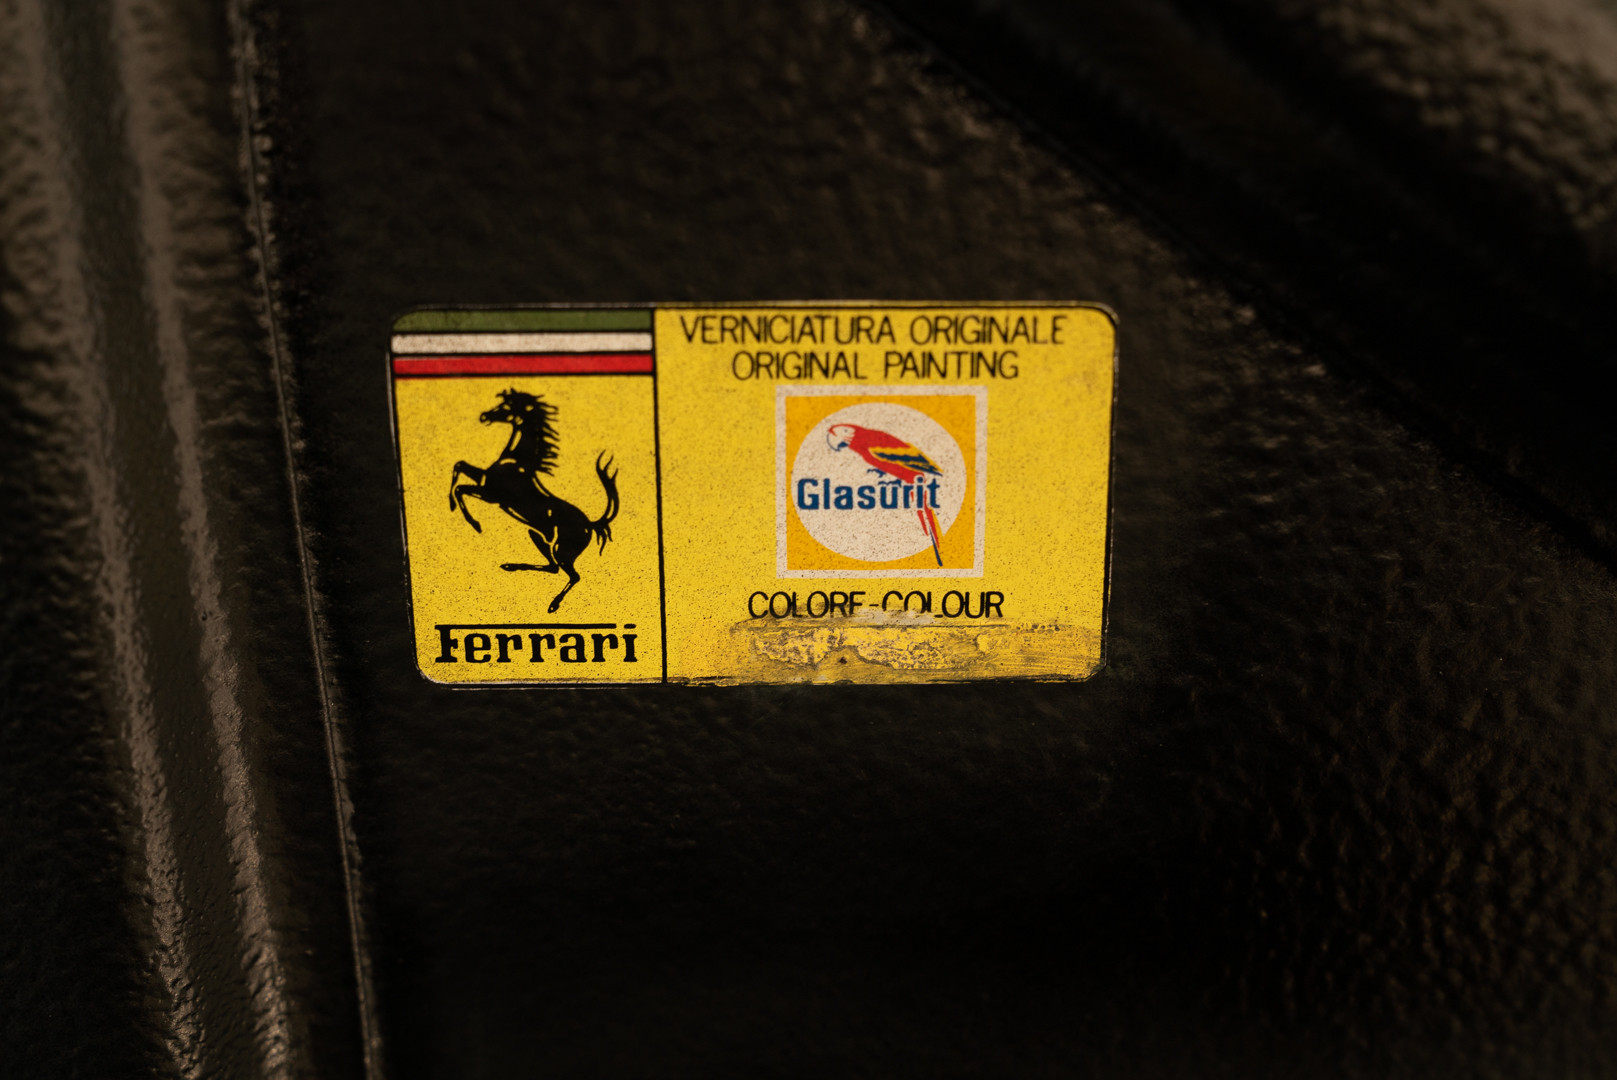 VERNICIATURA ORIGINALE
ORIGINAL PAINTING
Glasurit
COLORE-COLOUR
Ferrari